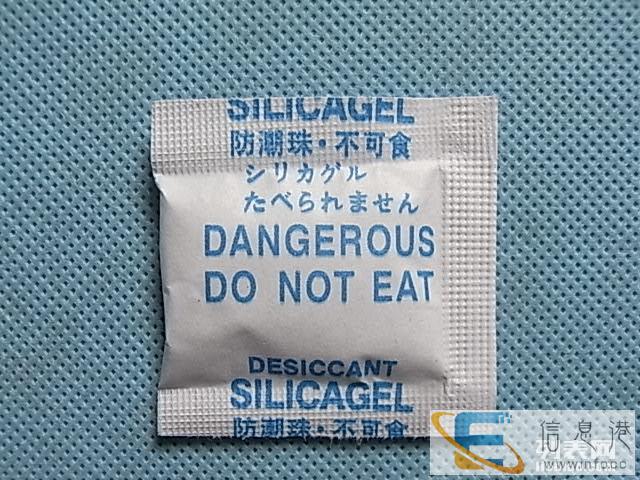 SILICAGEL
防潮珠·不可食
シリカゲル
たべられません
DANGEROUS
DO NOT EAT
DESICCANT
SILICAGEL
防潮珠·不可食
信息港